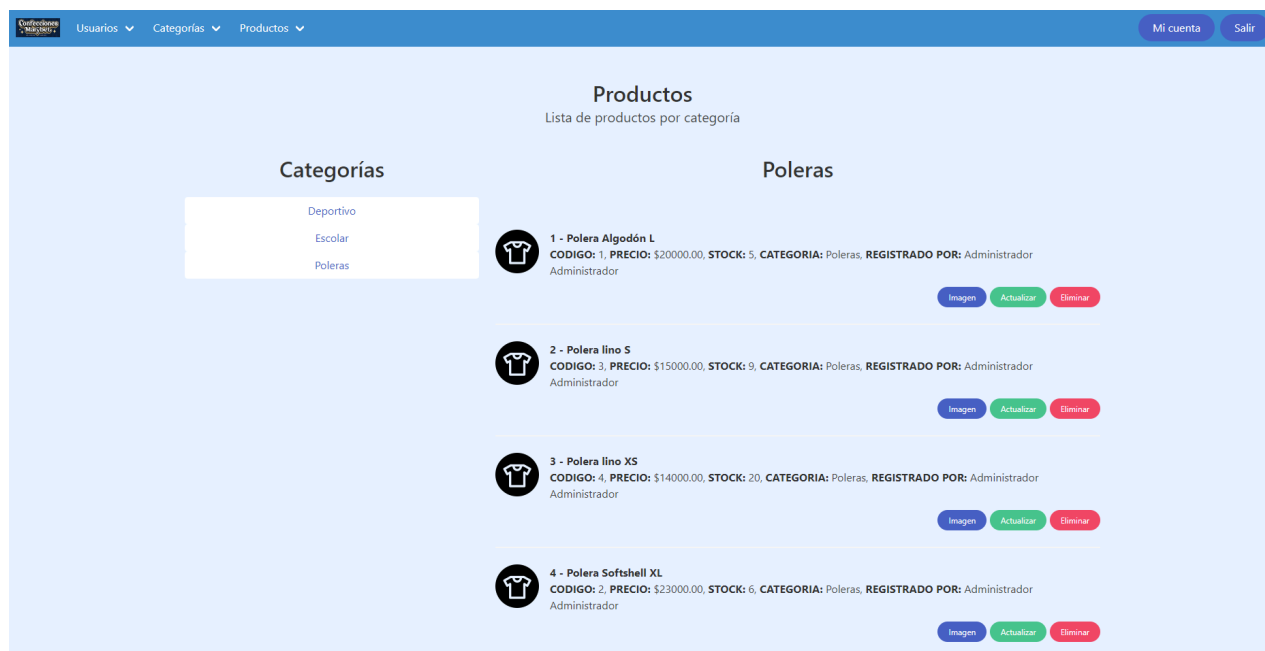 Confecciones
Usuarios
Categorías
Productos
Mi cuenta
Salir
Productos
Lista de productos por categoría
Categorías
Deportivo
Escolar
Poleras
Poleras
1 - Polera Algodón L
CODIGO: 1, PRECIO: $20000.00, STOCK: 5, CATEGORIA: Poleras, REGISTRADO POR: Administrador
Administrador
Imagen
Actualizar
Eliminar
2 - Polera lino S
CODIGO: 3, PRECIO: $15000.00, STOCK: 9, CATEGORIA: Poleras, REGISTRADO POR: Administrador
Administrador
Imagen
Actualizar
Eliminar
3 - Polera lino XS
CODIGO: 4, PRECIO: $14000.00, STOCK: 20, CATEGORIA: Poleras, REGISTRADO POR: Administrador
Administrador
Imagen
Actualizar
Eliminar
4 - Polera Softshell XL
CODIGO: 2, PRECIO: $23000.00, STOCK: 6, CATEGORIA: Poleras, REGISTRADO POR: Administrador
Administrador
Imagen
Actualizar
Eliminar